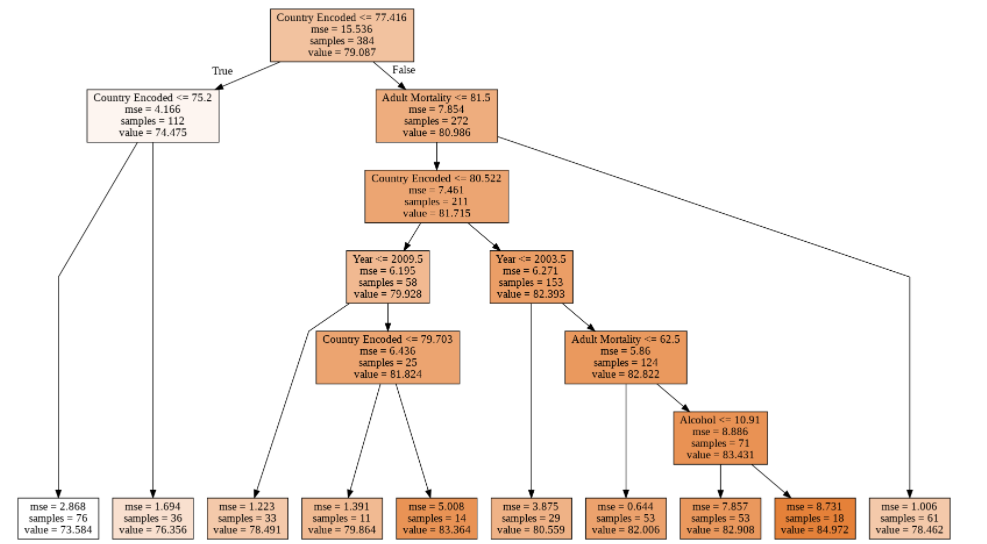 Country Encoded <= 77.416
mse = 15.536
samples = 384
value = 79.087
True
False
Country Encoded <= 75.2
mse = 4.166
samples = 112
value = 74.475
Adult Mortality <= 81.5
mse = 7.854
samples = 272
value = 80.986
Country Encoded <= 80.522
mse = 7.461
samples = 211
value = 81.715
Year <= 2009.5
mse = 6.195
samples = 58
value = 79.928
Year <= 2003.5
mse = 6.271
samples = 153
value = 82.393
Country Encoded <= 79.703
mse = 6.436
samples = 25
value = 81.824
Adult Mortality <= 62.5
mse = 5.86
samples = 124
value = 82.822
Alcohol <= 10.91
mse = 8.886
samples = 71
value = 83.431
mse = 2.868
samples = 76
value = 73.584
mse = 1.694
samples = 36
value = 76.356
mse = 1.223
samples = 33
value = 78.491
mse = 1.391
samples = 11
value = 79.864
mse = 5.008
samples = 14
value = 83.364
mse = 3.875
samples = 29
value = 80.559
mse = 0.644
samples = 53
value = 82.006
mse = 7.857
samples = 53
value = 82.908
mse = 8.731
samples = 18
value = 84.972
mse = 1.006
samples = 61
value = 78.462